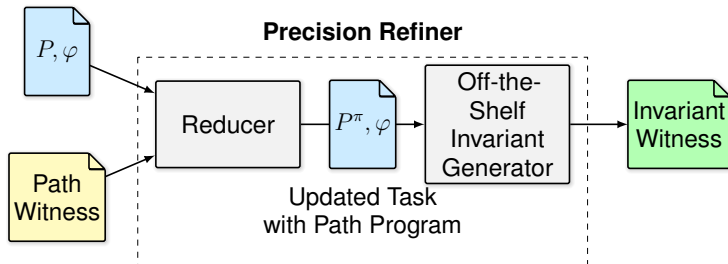 Precision Refiner
P, φ
Path
Witness
Reducer
P^π, φ
Off-the-
Shelf
Invariant
Generator
Updated Task
with Path Program
Invariant
Witness